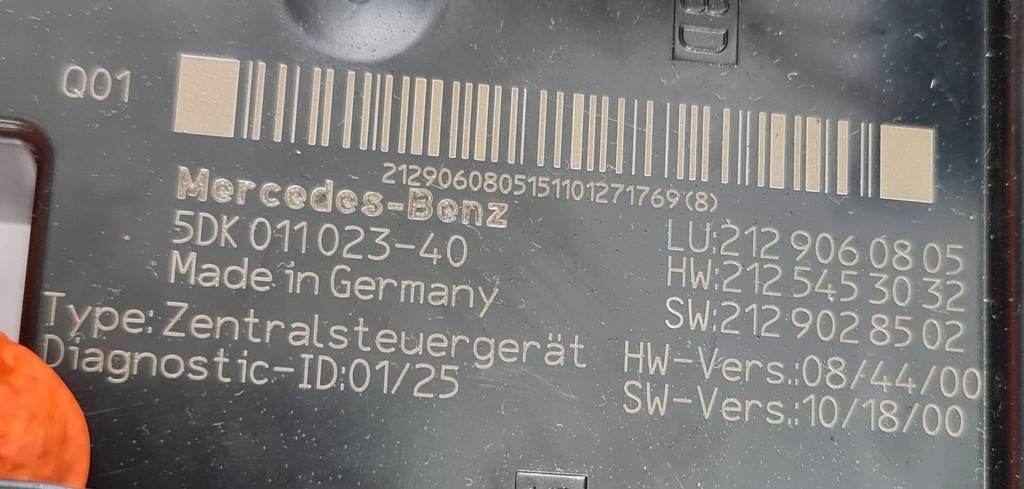 Q01
2129060805151101271769(8)
Mercedes-Benz
5DK 011023-40
Made in Germany
Type: Zentralsteuergerät
Diagnostic-ID:01/25
LU:212 906 08 05
HW:212 545 30 32
SW:212 902 85 02
HW-Vers.:08/44/00
SW-Vers.:10/18/00